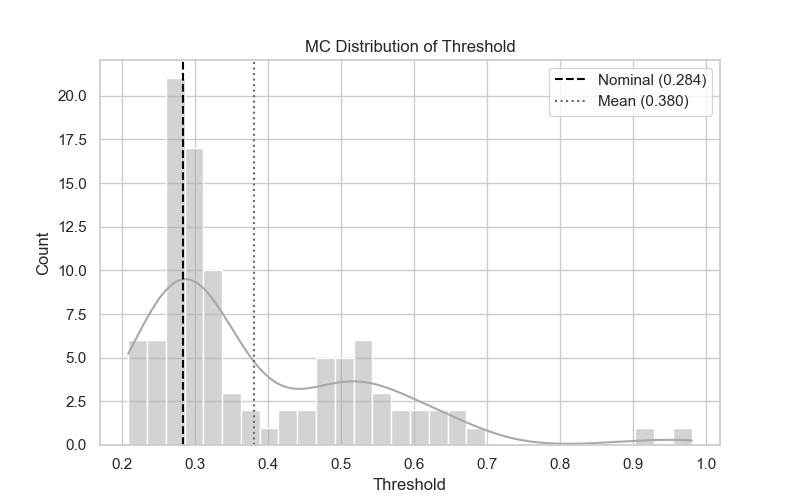 MC Distribution of Threshold
Nominal (0.284)
Mean (0.380)
Count
20.0
17.5
15.0
12.5
10.0
7.5
5.0
2.5
0.0
0.2 0.3 0.4 0.5 0.6 0.7 0.8 0.9 1.0
Threshold